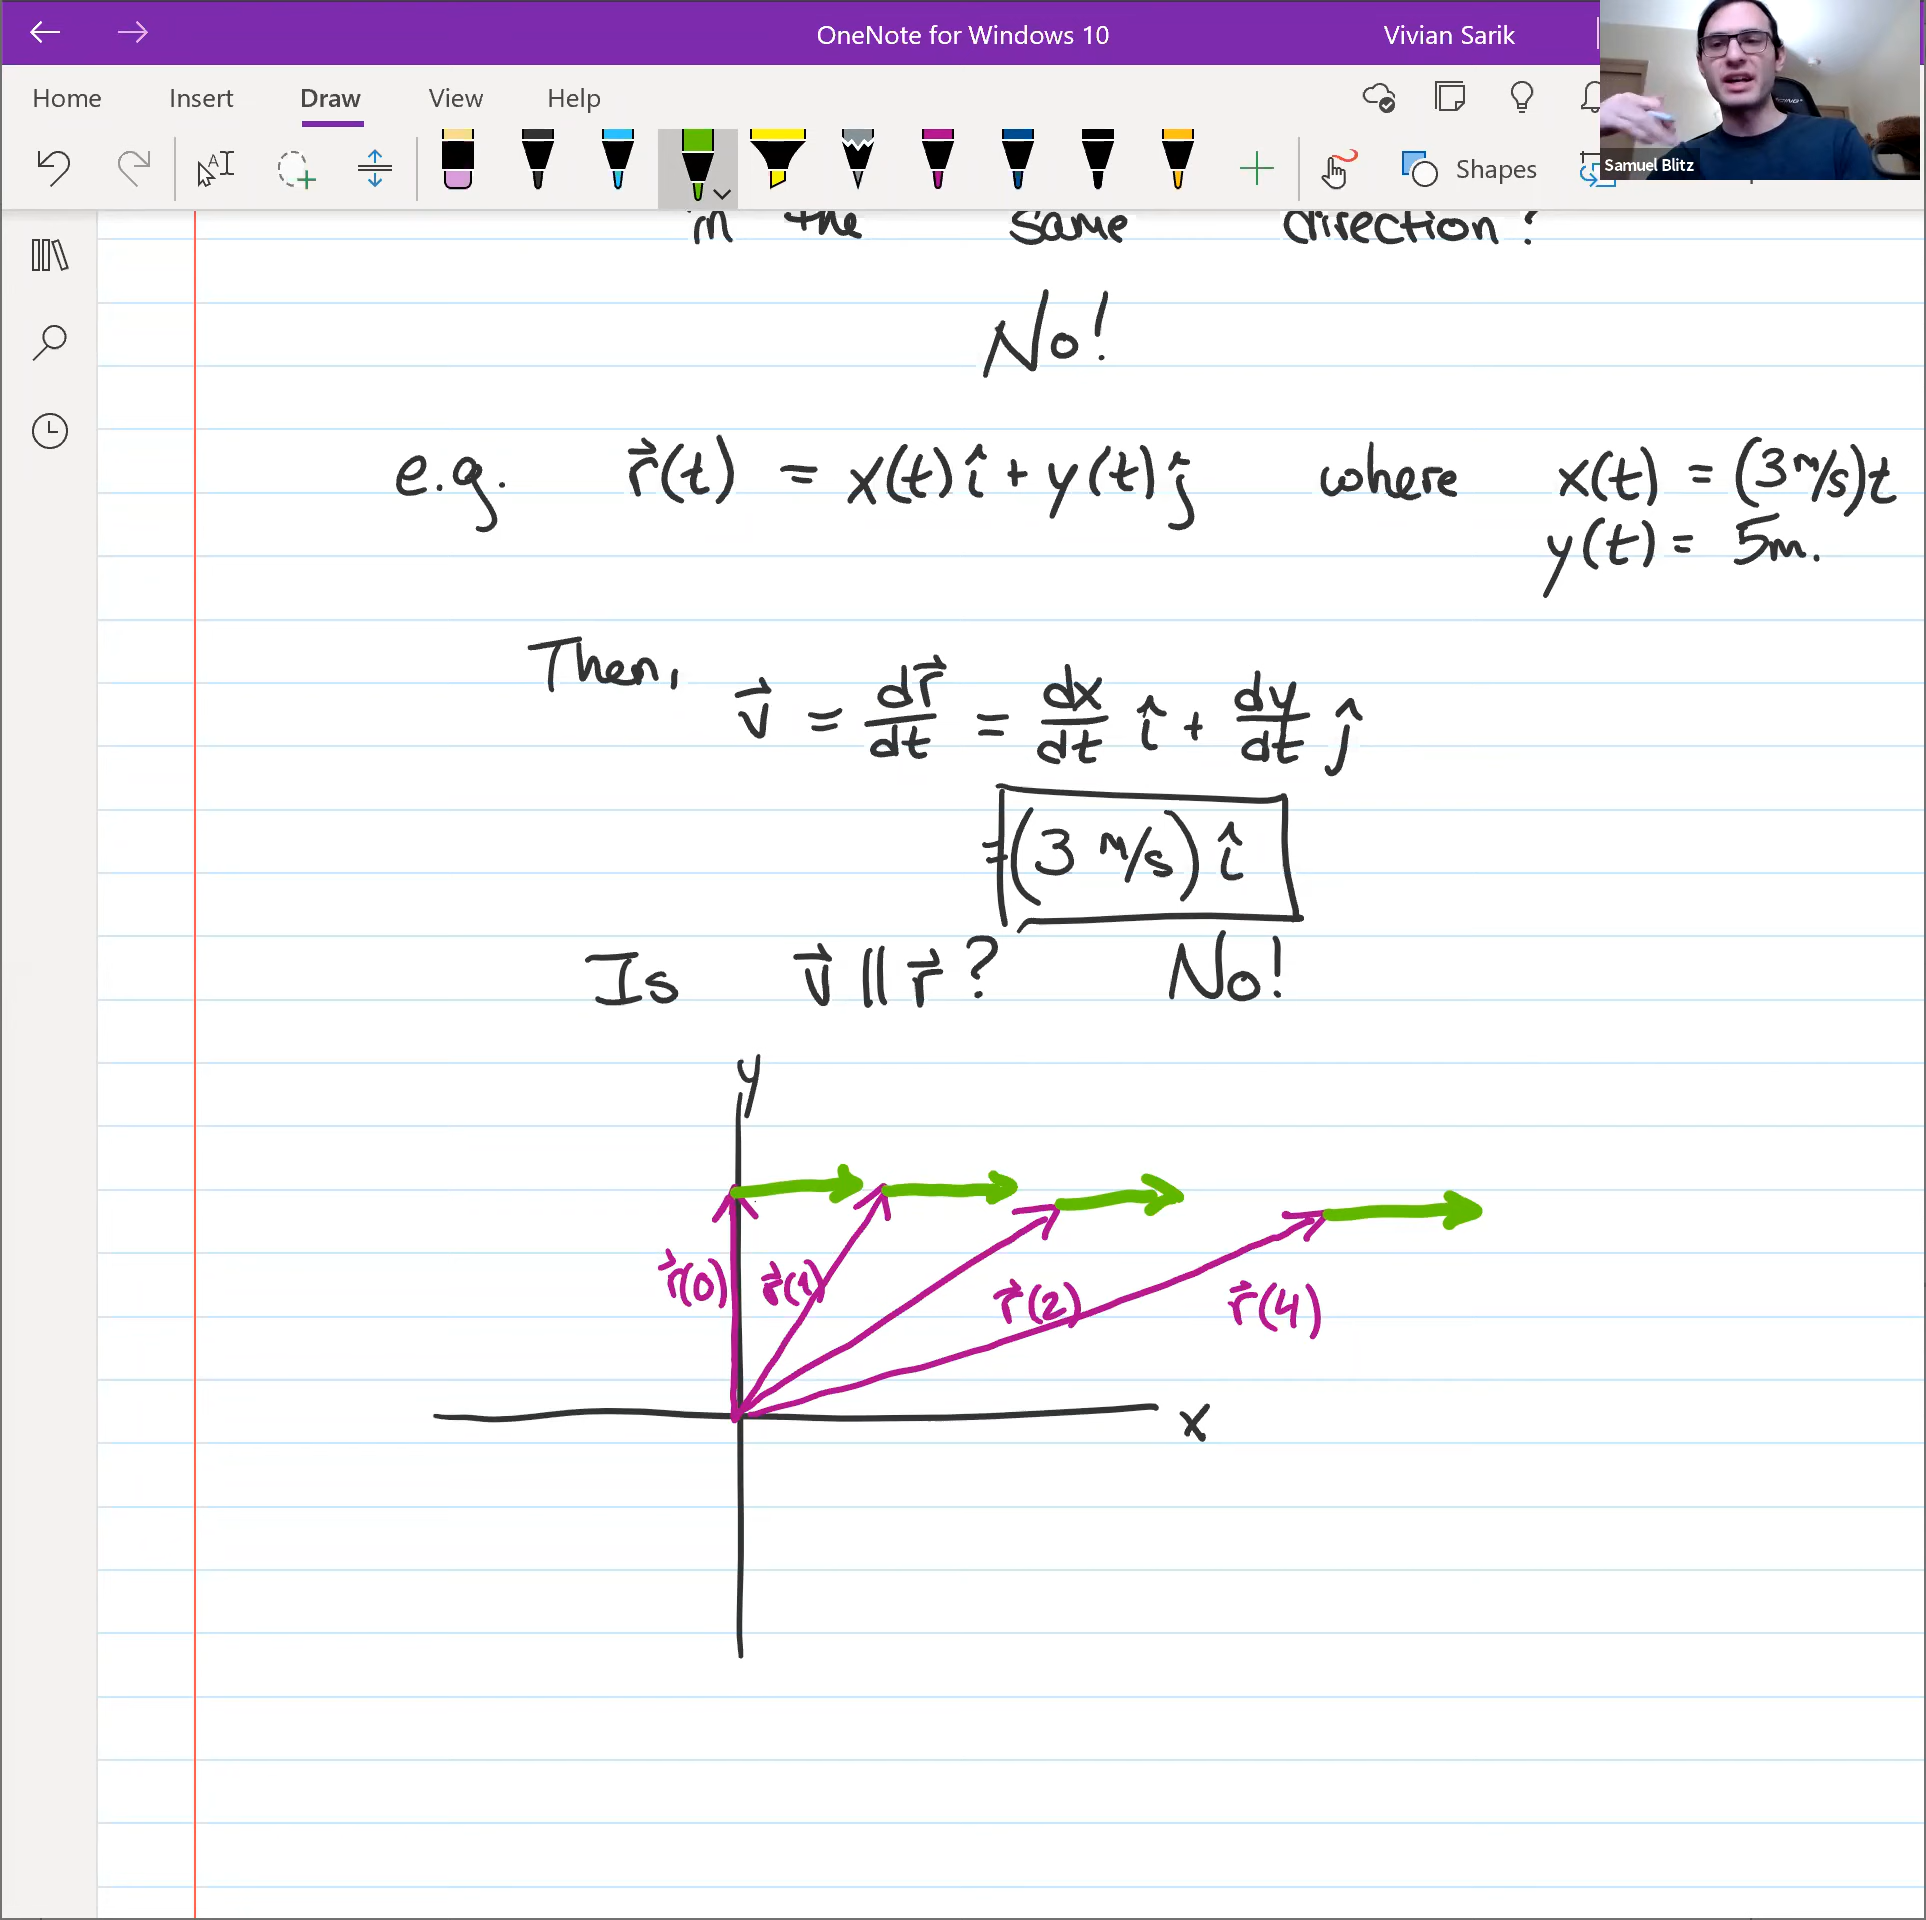 OneNote for Windows 10
Vivian Sarik
Home Insert Draw View Help
Shapes
Samuel Blitz
in the same direction?
No!
e.g. r⃗(t) = x(t) î + y(t) ĵ where x(t) = (3 m/s)t
y(t) = 5m.
Then, v⃗ = dr⃗/dt = dx/dt î + dy/dt ĵ
= (3 m/s) î
Is v⃗ || r⃗ ? No!
y
r⃗(0) r⃗(1) r⃗(2) r⃗(4)
x